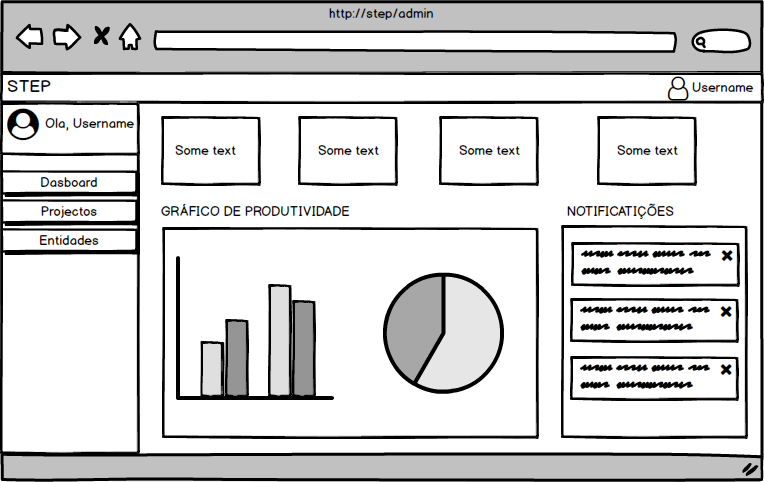 http://step/admin
STEP
Username
Ola, Username
Dasboard
Projectos
Entidades
Some text
Some text
Some text
Some text
GRÁFICO DE PRODUTIVIDADE
NOTIFICATIÇÕES